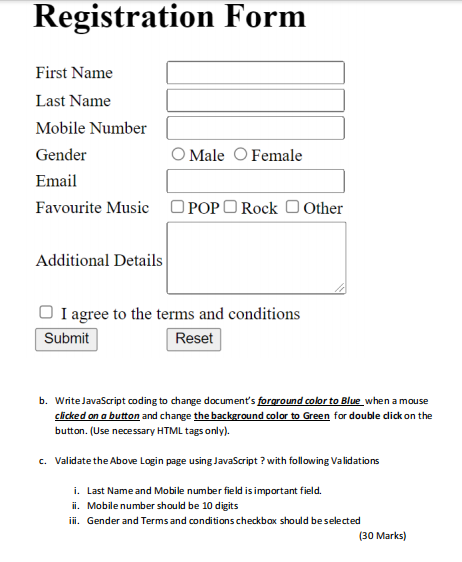 Registration Form
First Name
Last Name
Mobile Number
Gender Male Female
Email
Favourite Music POP Rock Other
Additional Details
I agree to the terms and conditions
Submit Reset
b. Write JavaScript coding to change document's forground color to Blue when a mouse
clicked on a button and change the background color to Green for double click on the
button. (Use necessary HTML tags only).
c. Validate the Above Login page using JavaScript ? with following Validations
i. Last Name and Mobile number field is important field.
ii. Mobile number should be 10 digits
iii. Gender and Terms and conditions checkbox should be selected
(30 Marks)